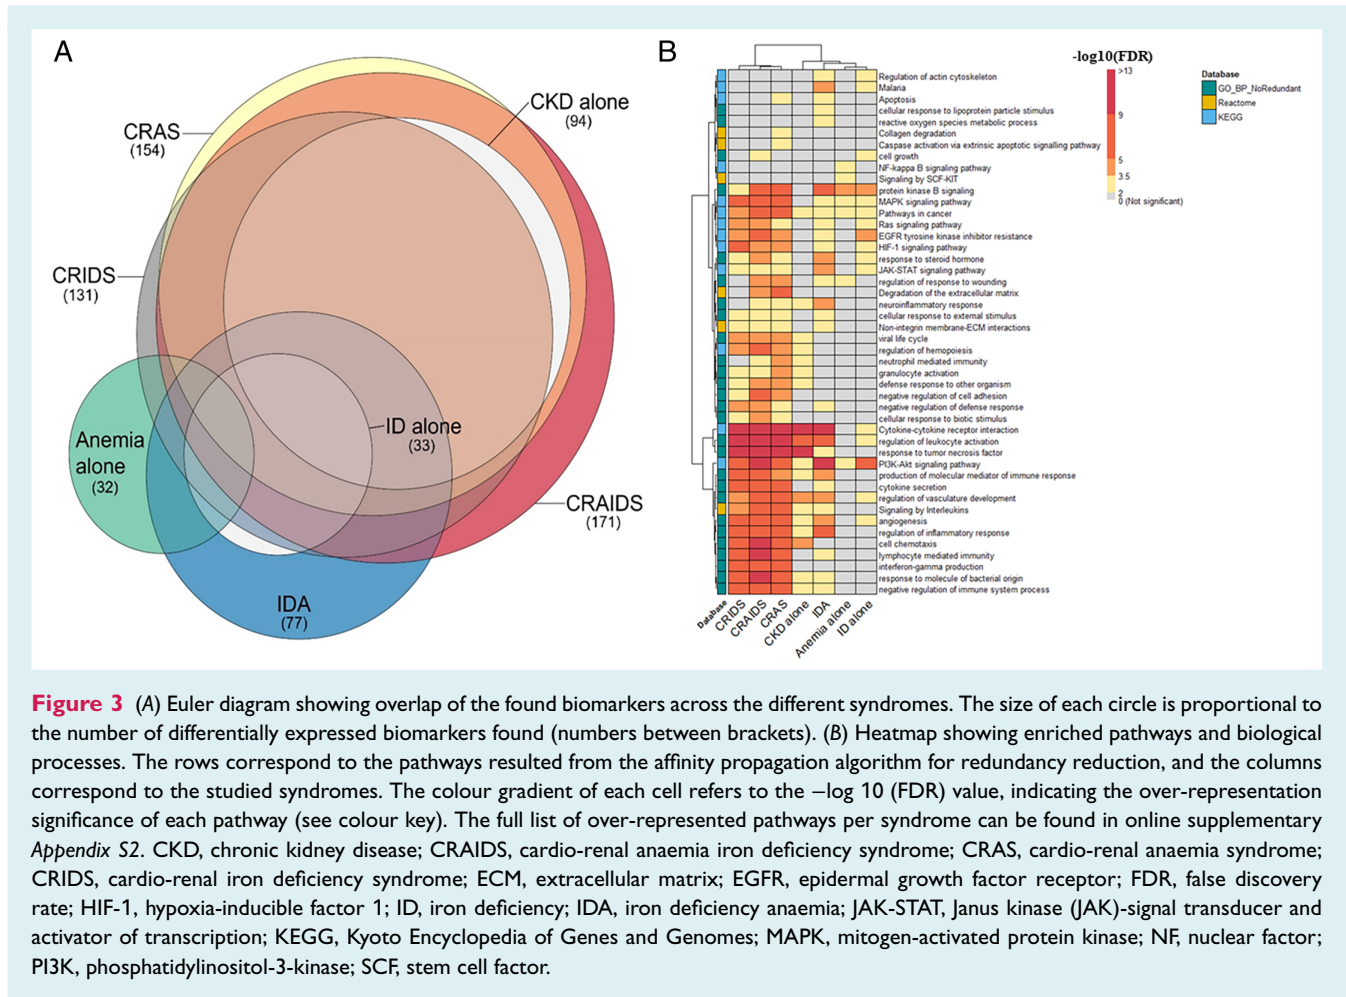 A
CRAS
(154)
CKD alone
(94)
CRIDS
(131)
Anemia
alone
(32)
ID alone
(33)
CRAIDS
(171)
IDA
(77)
B
-log10(FDR)
>13
9
5
3.5
2
0 (Not significant)
Database
GO_BP_NoRedundant
Reactome
KEGG
Regulation of actin cytoskeleton
Malaria
Apoptosis
cellular response to lipoprotein particle stimulus
reactive oxygen species metabolic process
Collagen degradation
Caspase activation via extrinsic apoptotic signalling pathway
cell growth
NF-kappa B signaling pathway
Signaling by SCF-KIT
protein kinase B signaling
MAPK signaling pathway
Pathways in cancer
Ras signaling pathway
EGFR tyrosine kinase inhibitor resistance
HIF-1 signaling pathway
response to steroid hormone
JAK-STAT signaling pathway
regulation of response to wounding
Degradation of the extracellular matrix
neuroinflammatory response
cellular response to external stimulus
Non-integrin membrane-ECM interactions
viral life cycle
regulation of hemopoiesis
neutrophil mediated immunity
granulocyte activation
defense response to other organism
negative regulation of cell adhesion
negative regulation of defense response
cellular response to biotic stimulus
Cytokine-cytokine receptor interaction
regulation of leukocyte activation
response to tumor necrosis factor
PI3K-Akt signaling pathway
production of molecular mediator of immune response
cytokine secretion
regulation of vasculature development
Signaling by Interleukins
angiogenesis
regulation of inflammatory response
cell chemotaxis
lymphocyte mediated immunity
interferon-gamma production
response to molecule of bacterial origin
negative regulation of immune system process
Database
CRIDS
CRAIDS
CRAS
CKD alone
IDA
Anemia alone
ID alone
Figure 3 (A) Euler diagram showing overlap of the found biomarkers across the different syndromes. The size of each circle is proportional to
the number of differentially expressed biomarkers found (numbers between brackets). (B) Heatmap showing enriched pathways and biological
processes. The rows correspond to the pathways resulted from the affinity propagation algorithm for redundancy reduction, and the columns
correspond to the studied syndromes. The colour gradient of each cell refers to the −log 10 (FDR) value, indicating the over-representation
significance of each pathway (see colour key). The full list of over-represented pathways per syndrome can be found in online supplementary
Appendix S2. CKD, chronic kidney disease; CRAIDS, cardio-renal anaemia iron deficiency syndrome; CRAS, cardio-renal anaemia syndrome;
CRIDS, cardio-renal iron deficiency syndrome; ECM, extracellular matrix; EGFR, epidermal growth factor receptor; FDR, false discovery
rate; HIF-1, hypoxia-inducible factor 1; ID, iron deficiency; IDA, iron deficiency anaemia; JAK-STAT, Janus kinase (JAK)-signal transducer and
activator of transcription; KEGG, Kyoto Encyclopedia of Genes and Genomes; MAPK, mitogen-activated protein kinase; NF, nuclear factor;
PI3K, phosphatidylinositol-3-kinase; SCF, stem cell factor.